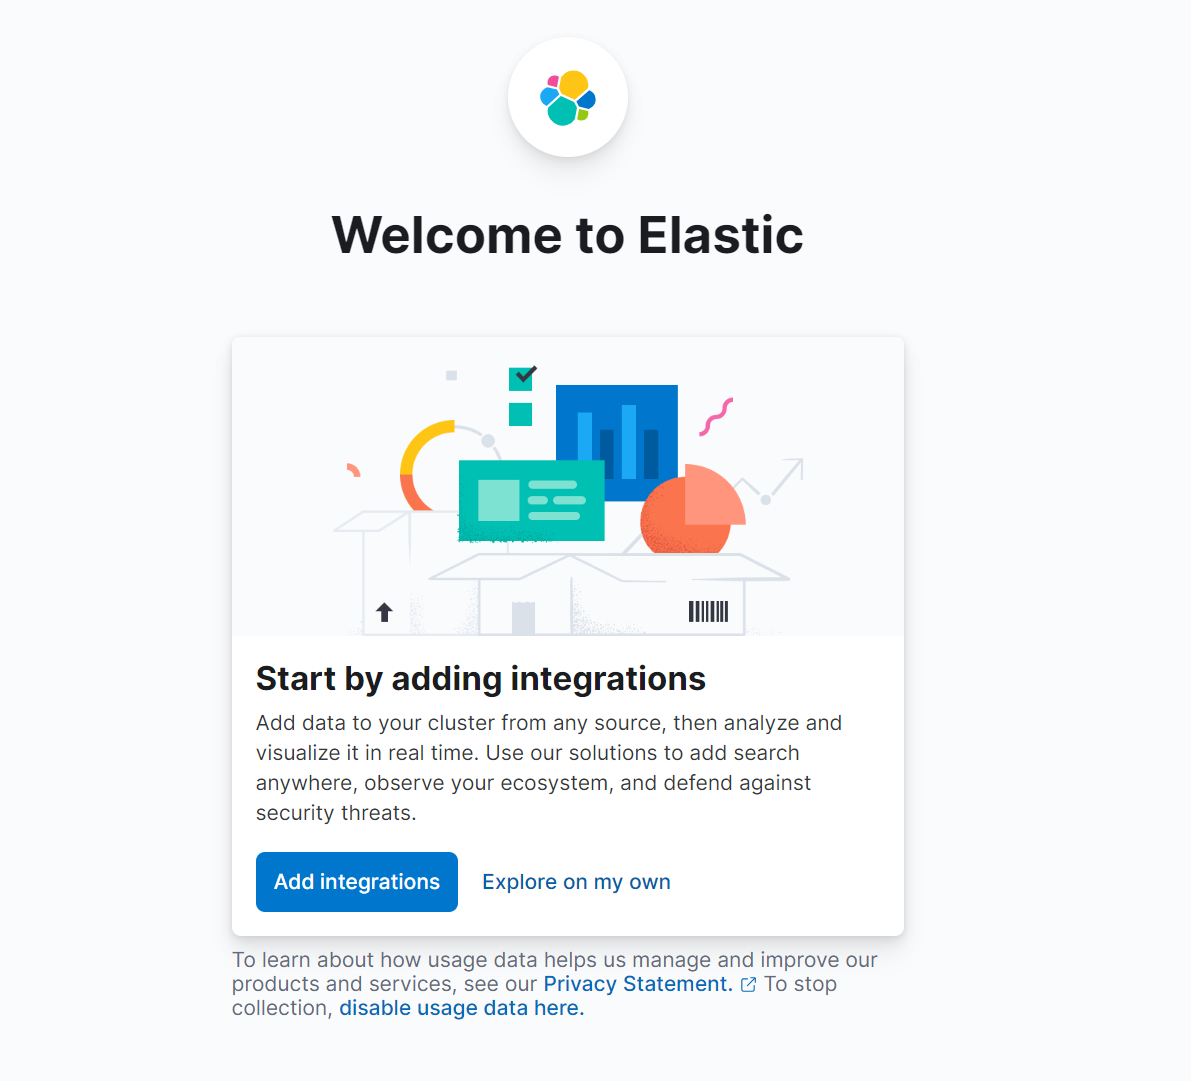 Welcome to Elastic
Start by adding integrations
Add data to your cluster from any source, then analyze and
visualize it in real time. Use our solutions to add search
anywhere, observe your ecosystem, and defend against
security threats.
Add integrations
Explore on my own
To learn about how usage data helps us manage and improve our
products and services, see our Privacy Statement. To stop
collection, disable usage data here.